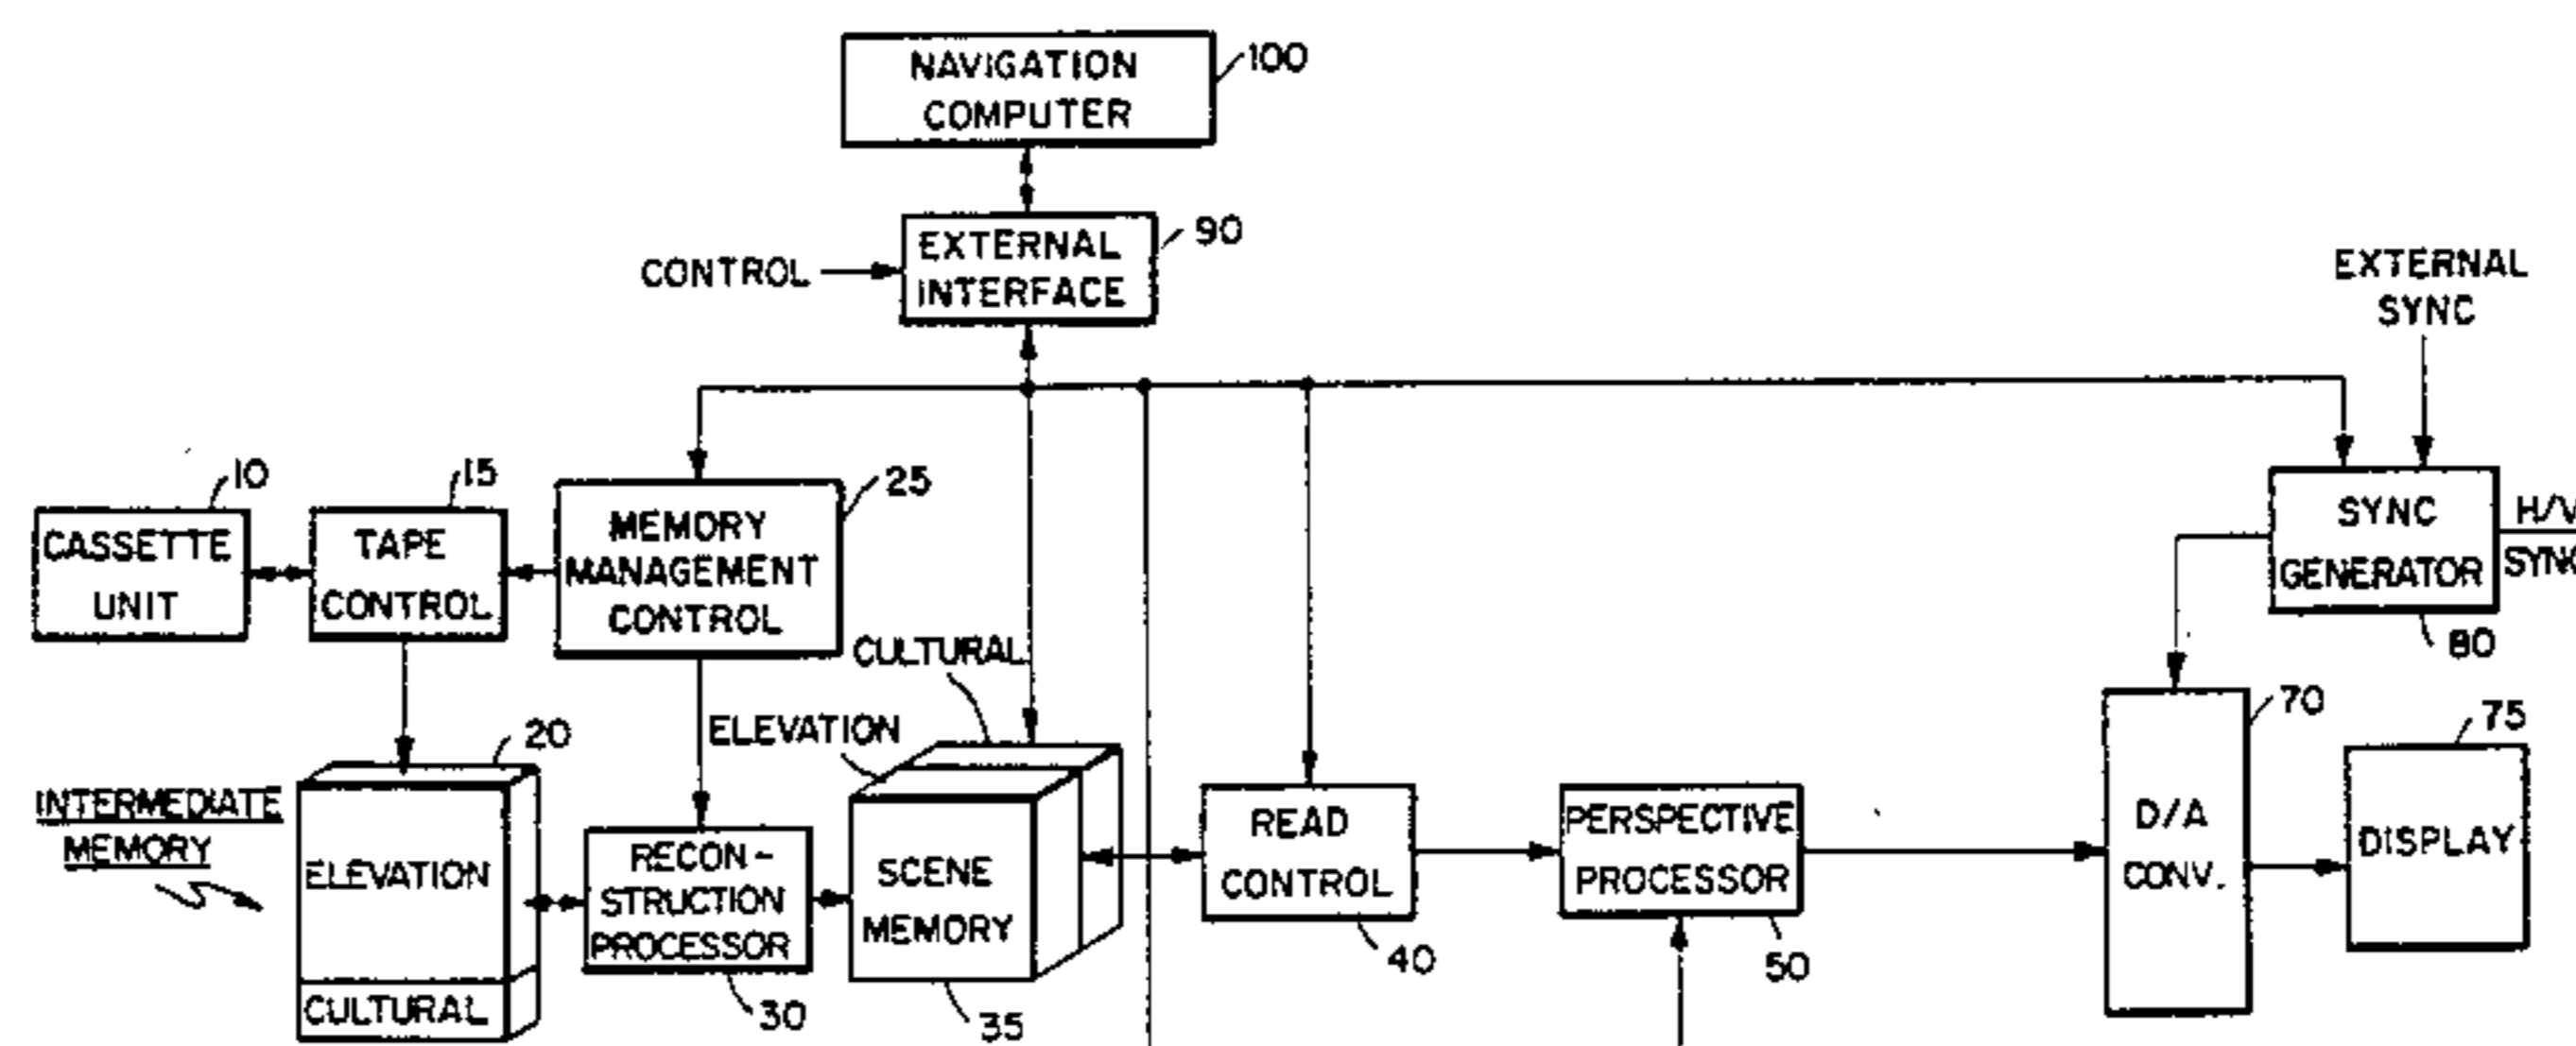 NAVIGATION
COMPUTER
100
EXTERNAL
INTERFACE
90
CONTROL
EXTERNAL
SYNC
10
CASSETTE
UNIT
15
TAPE
CONTROL
25
MEMORY
MANAGEMENT
CONTROL
SYNC
GENERATOR
80
H/V
SYNC
CULTURAL
ELEVATION
20
INTERMEDIATE
MEMORY
ELEVATION
CULTURAL
RECON-
STRUCTION
PROCESSOR
30
SCENE
MEMORY
35
READ
CONTROL
40
PERSPECTIVE
PROCESSOR
50
70
D/A
CONV.
75
DISPLAY